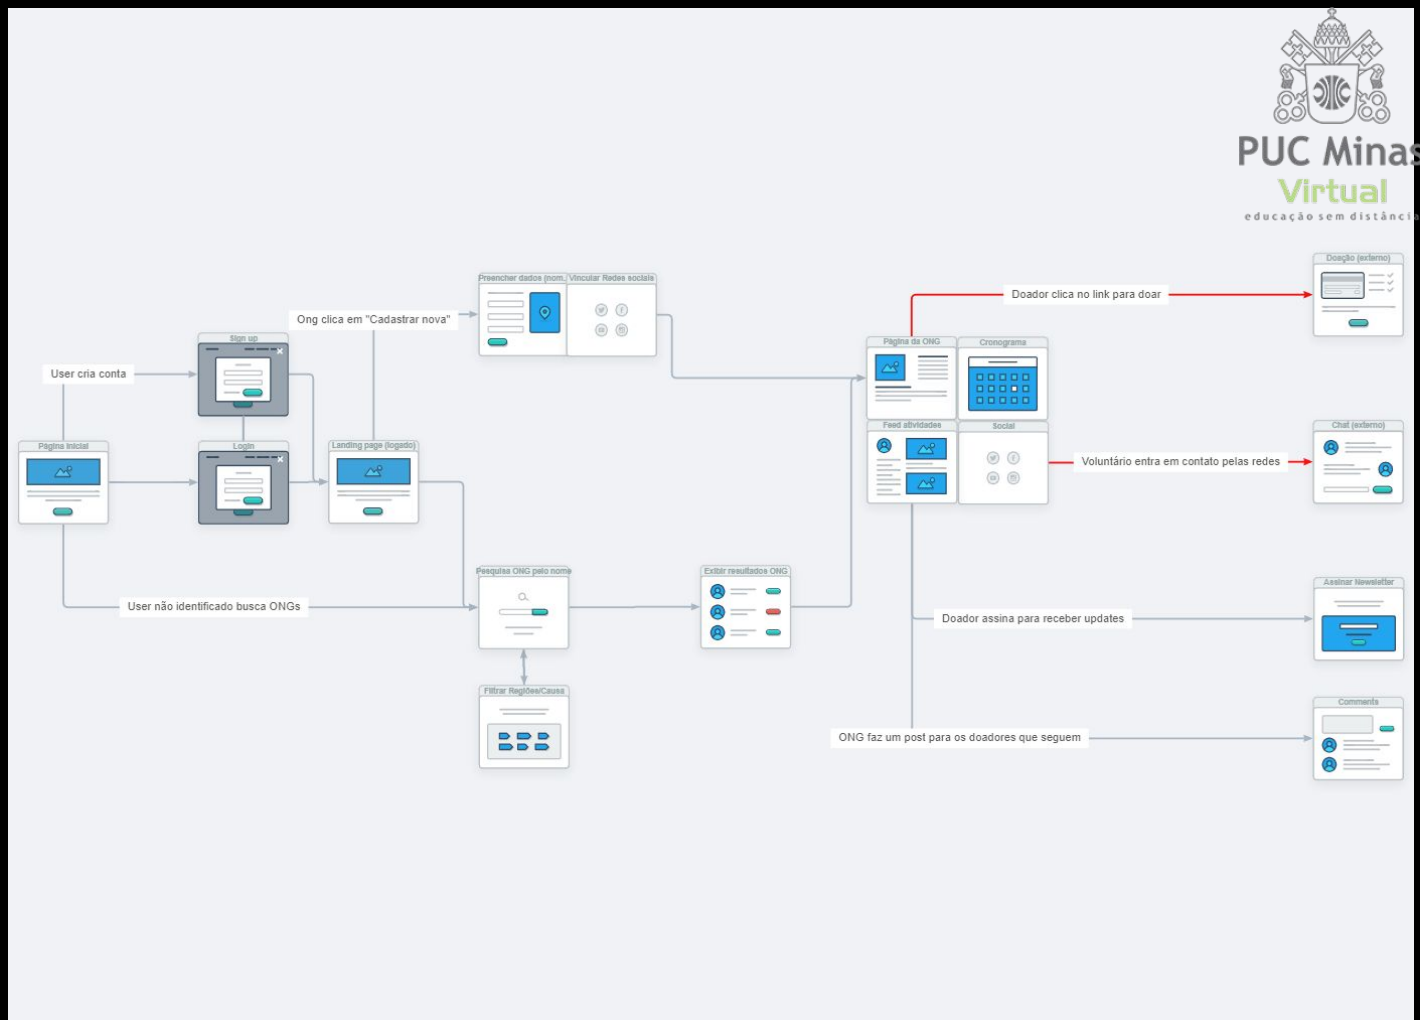 PUC Minas
Virtual
educação sem distância
Doação (externo)
Preencher dados (nom..
Vincular Redes sociais
Doador clica no link para doar
Ong clica em "Cadastrar nova"
Sign up
Página da ONG
Cronograma
User cria conta
Feed atividades
Social
Chat (externo)
Página inicial
Login
Landing page (logado)
Voluntário entra em contato pelas redes
Pesquisa ONG pelo nome
Exibir resultados ONG
Assinar Newsletter
User não identificado busca ONGs
Doador assina para receber updates
Filtrar Regiões/Causa
Comments
ONG faz um post para os doadores que seguem